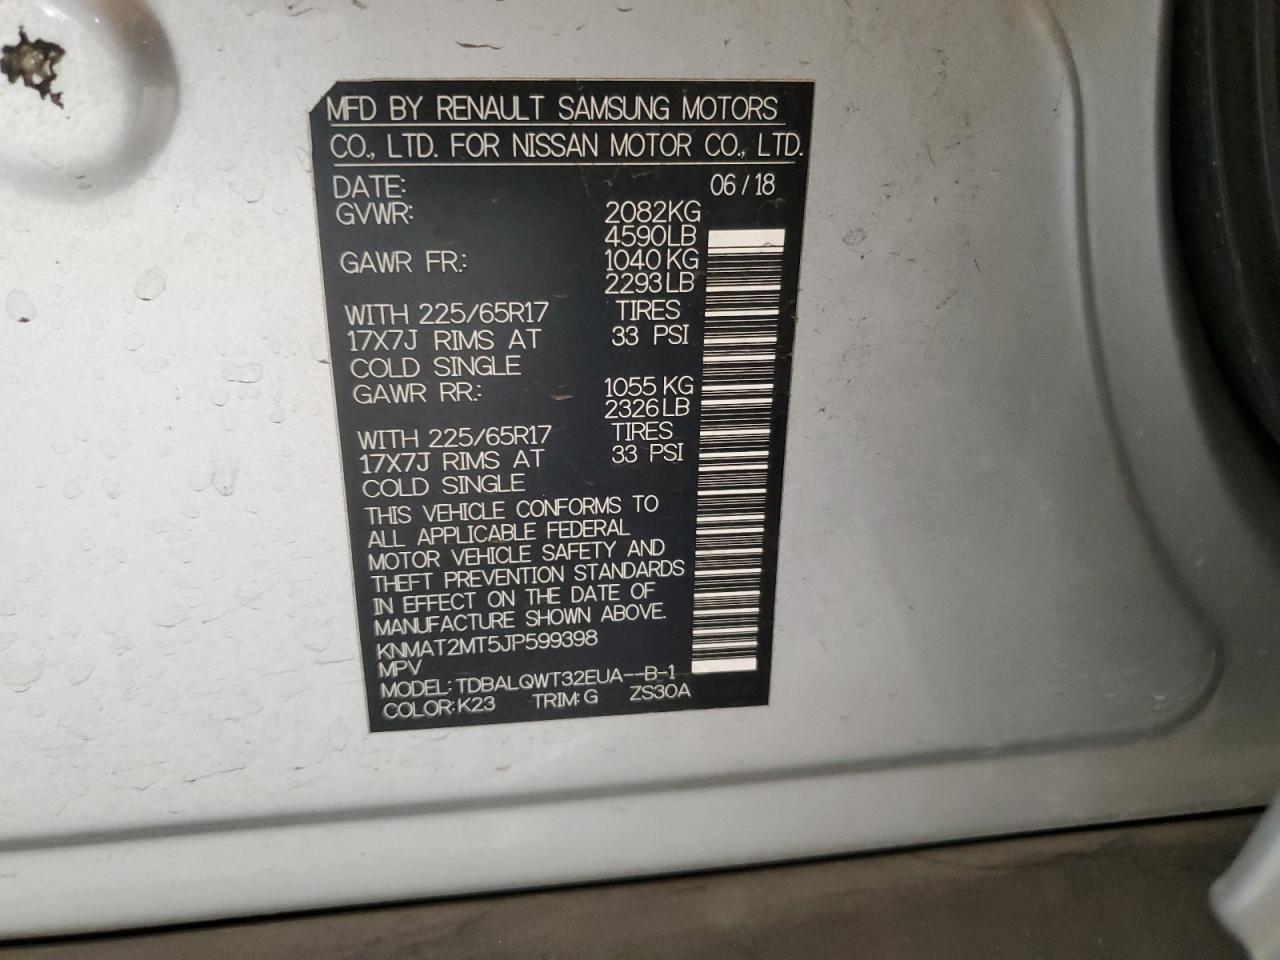 MFD BY RENAULT SAMSUNG MOTORS
CO., LTD. FOR NISSAN MOTOR CO., LTD.
DATE: 06/18
GVWR: 2082KG
4590LB
GAWR FR.: 1040KG
2293LB
WITH 225/65R17 TIRES
17X7J RIMS AT 33 PSI
COLD SINGLE
GAWR RR.: 1055KG
2326LB
WITH 225/65R17 TIRES
17X7J RIMS AT 33 PSI
COLD SINGLE
THIS VEHICLE CONFORMS TO
ALL APPLICABLE FEDERAL
MOTOR VEHICLE SAFETY AND
THEFT PREVENTION STANDARDS
IN EFFECT ON THE DATE OF
MANUFACTURE SHOWN ABOVE.
KNMAT2MT5JP599398
MPV
MODEL: TDBALQWT32EUA--B-1
COLOR:K23 TRIM:G ZS30A